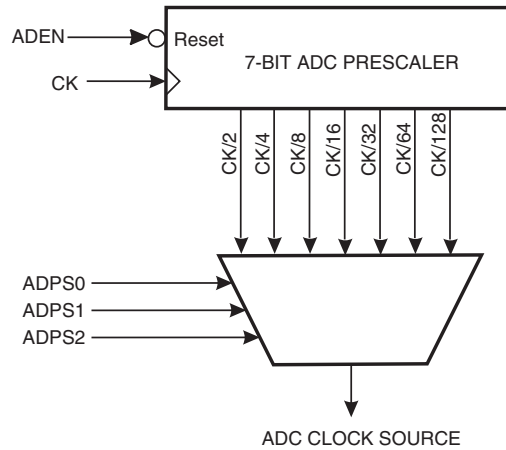 ADEN
Reset
7-BIT ADC PRESCALER
CK
CK/2
CK/4
CK/8
CK/16
CK/32
CK/64
CK/128
ADPS0
ADPS1
ADPS2
ADC CLOCK SOURCE